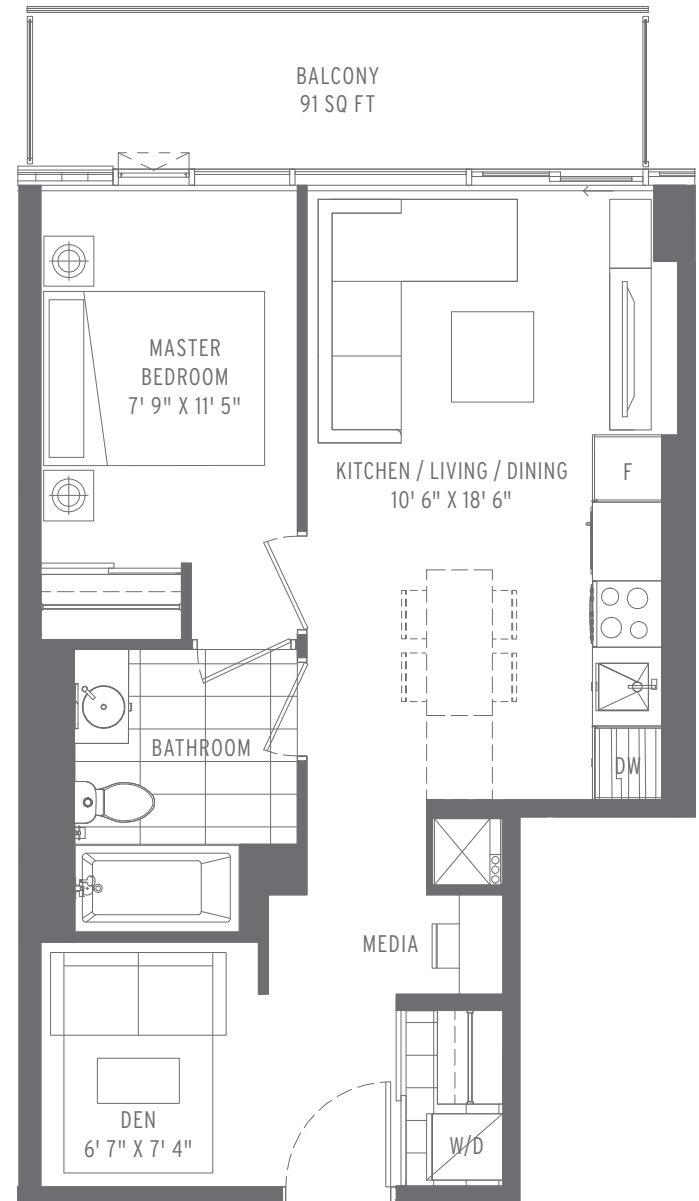 BALCONY
91 SQ FT
MASTER
BEDROOM
7' 9" X 11' 5"
KITCHEN / LIVING / DINING
10' 6" X 18' 6"
F
BATHROOM
DW
MEDIA
DEN
6' 7" X 7' 4"
W/D